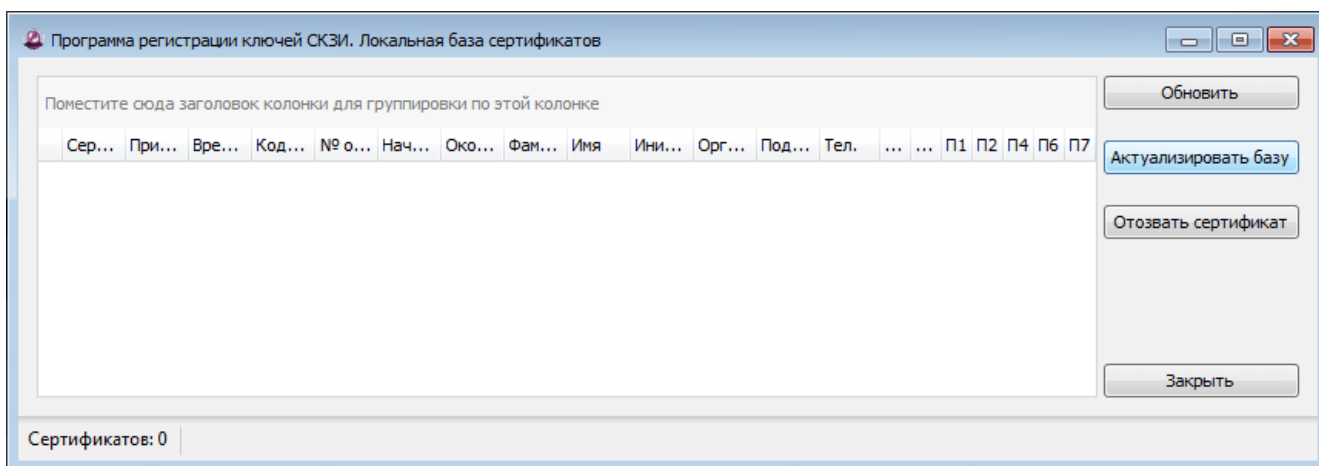 Программа регистрации ключей СКЗИ. Локальная база сертификатов
Поместите сюда заголовок колонки для группировки по этой колонке
Сер... При... Вре... Код... № о... Нач... Око... Фам... Имя Ини... Орг... Под... Тел. ... ... П1 П2 П4 П6 П7
Обновить
Актуализировать базу
Отозвать сертификат
Закрыть
Сертификатов: 0